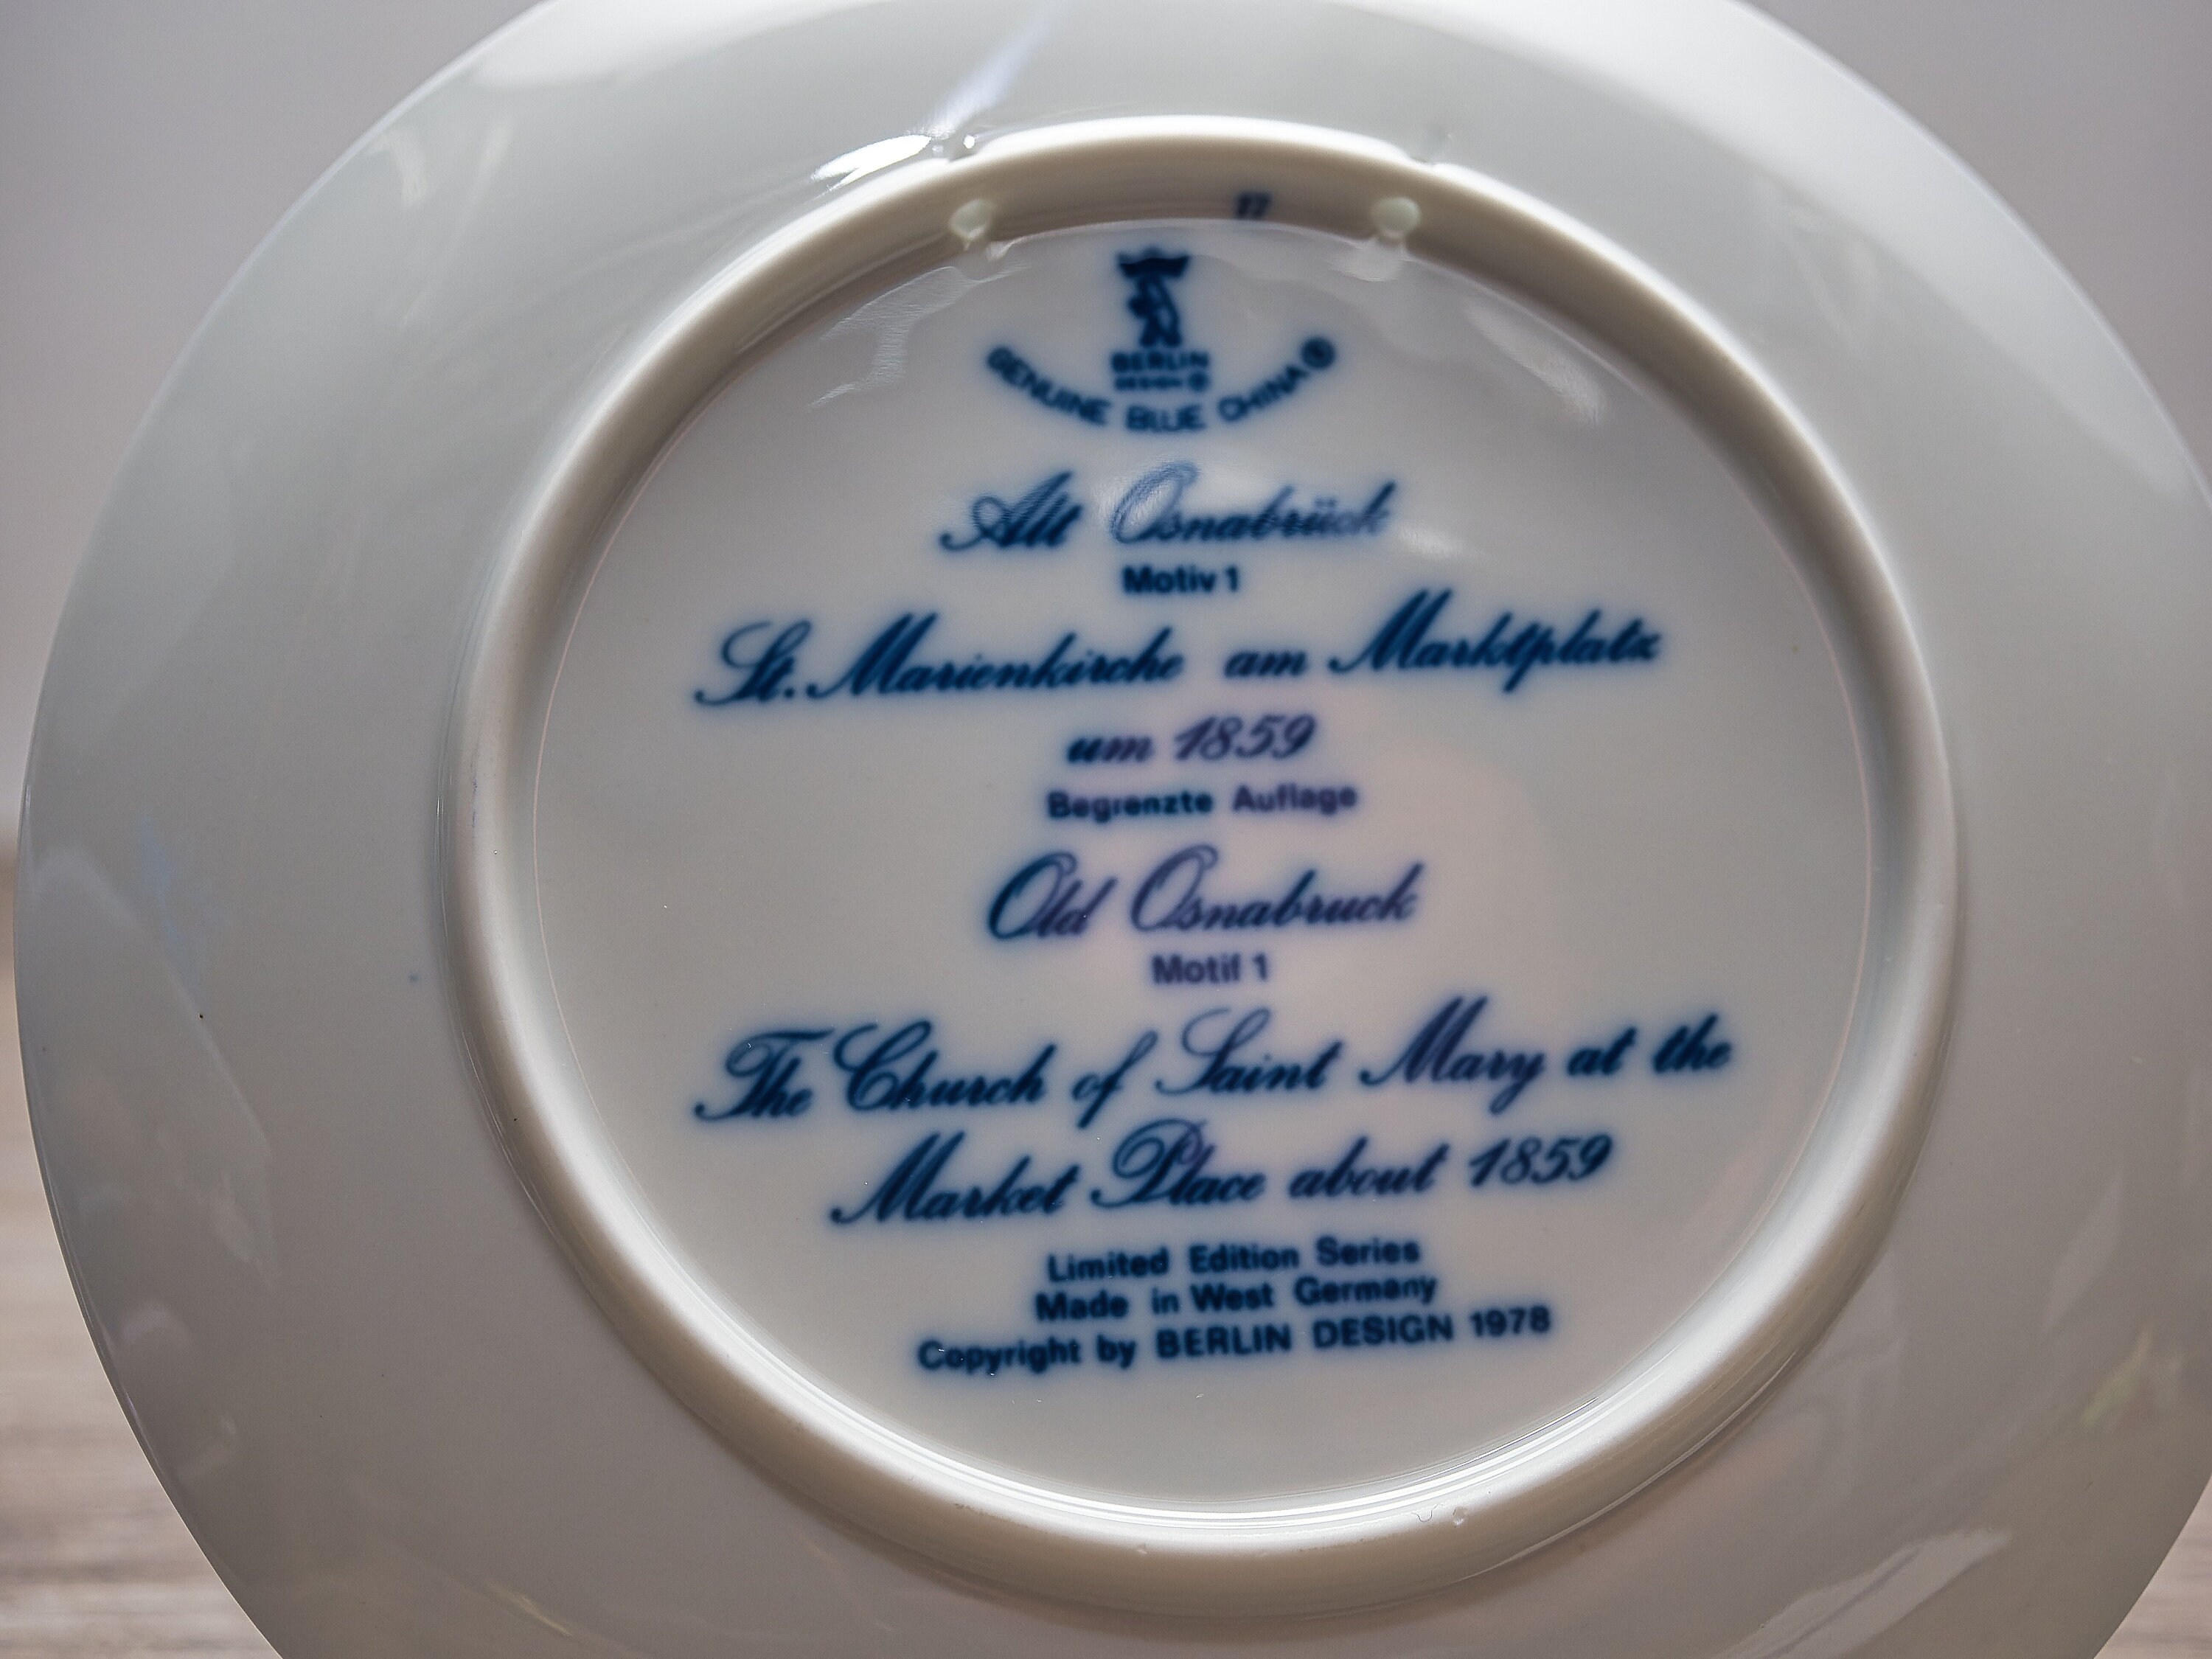 17
BERLIN
DESIGN ®
GENUINE BLUE CHINA ®
Alt Osnabrück
Motiv 1
St. Marienkirche am Marktplatz
um 1859
Begrenzte Auflage
Old Osnabruck
Motif 1
The Church of Saint Mary at the
Market Place about 1859
Limited Edition Series
Made in West Germany
Copyright by BERLIN DESIGN 1978